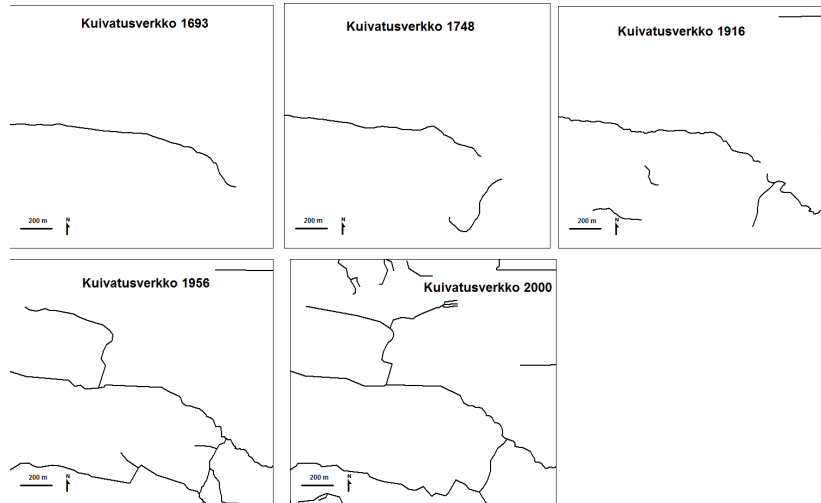 Kuivatusverkko 1693
200 m
N
Kuivatusverkko 1748
200 m
N
Kuivatusverkko 1916
200 m
N
Kuivatusverkko 1956
200 m
N
Kuivatusverkko 2000
200 m
N